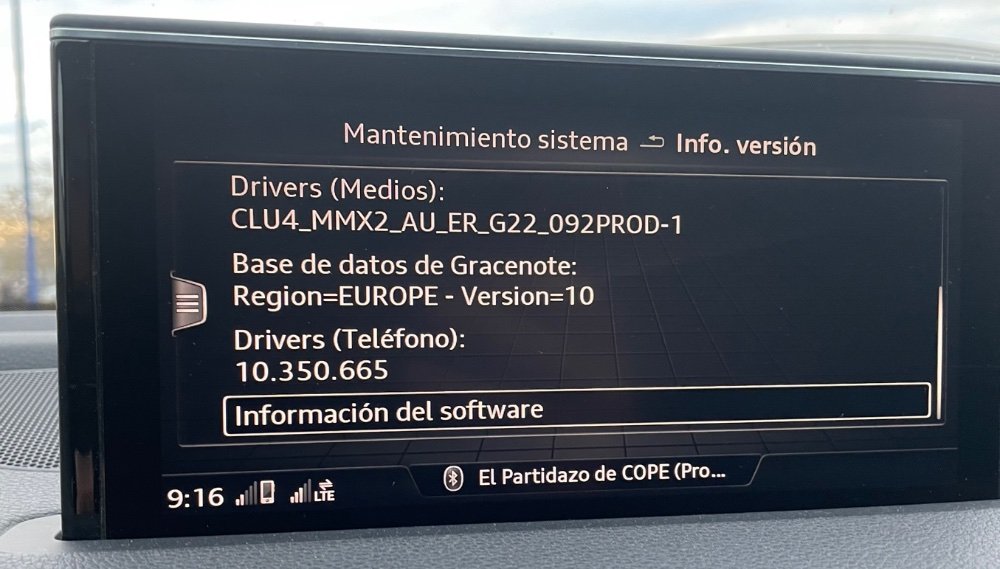 Mantenimiento sistema Info. versión
Drivers (Medios):
CLU4_MMX2_AU_ER_G22_092PROD-1
Base de datos de Gracenote:
Region=EUROPE - Version=10
Drivers (Teléfono):
10.350.665
Información del software
9:16 LTE El Partidazo de COPE (Pro...